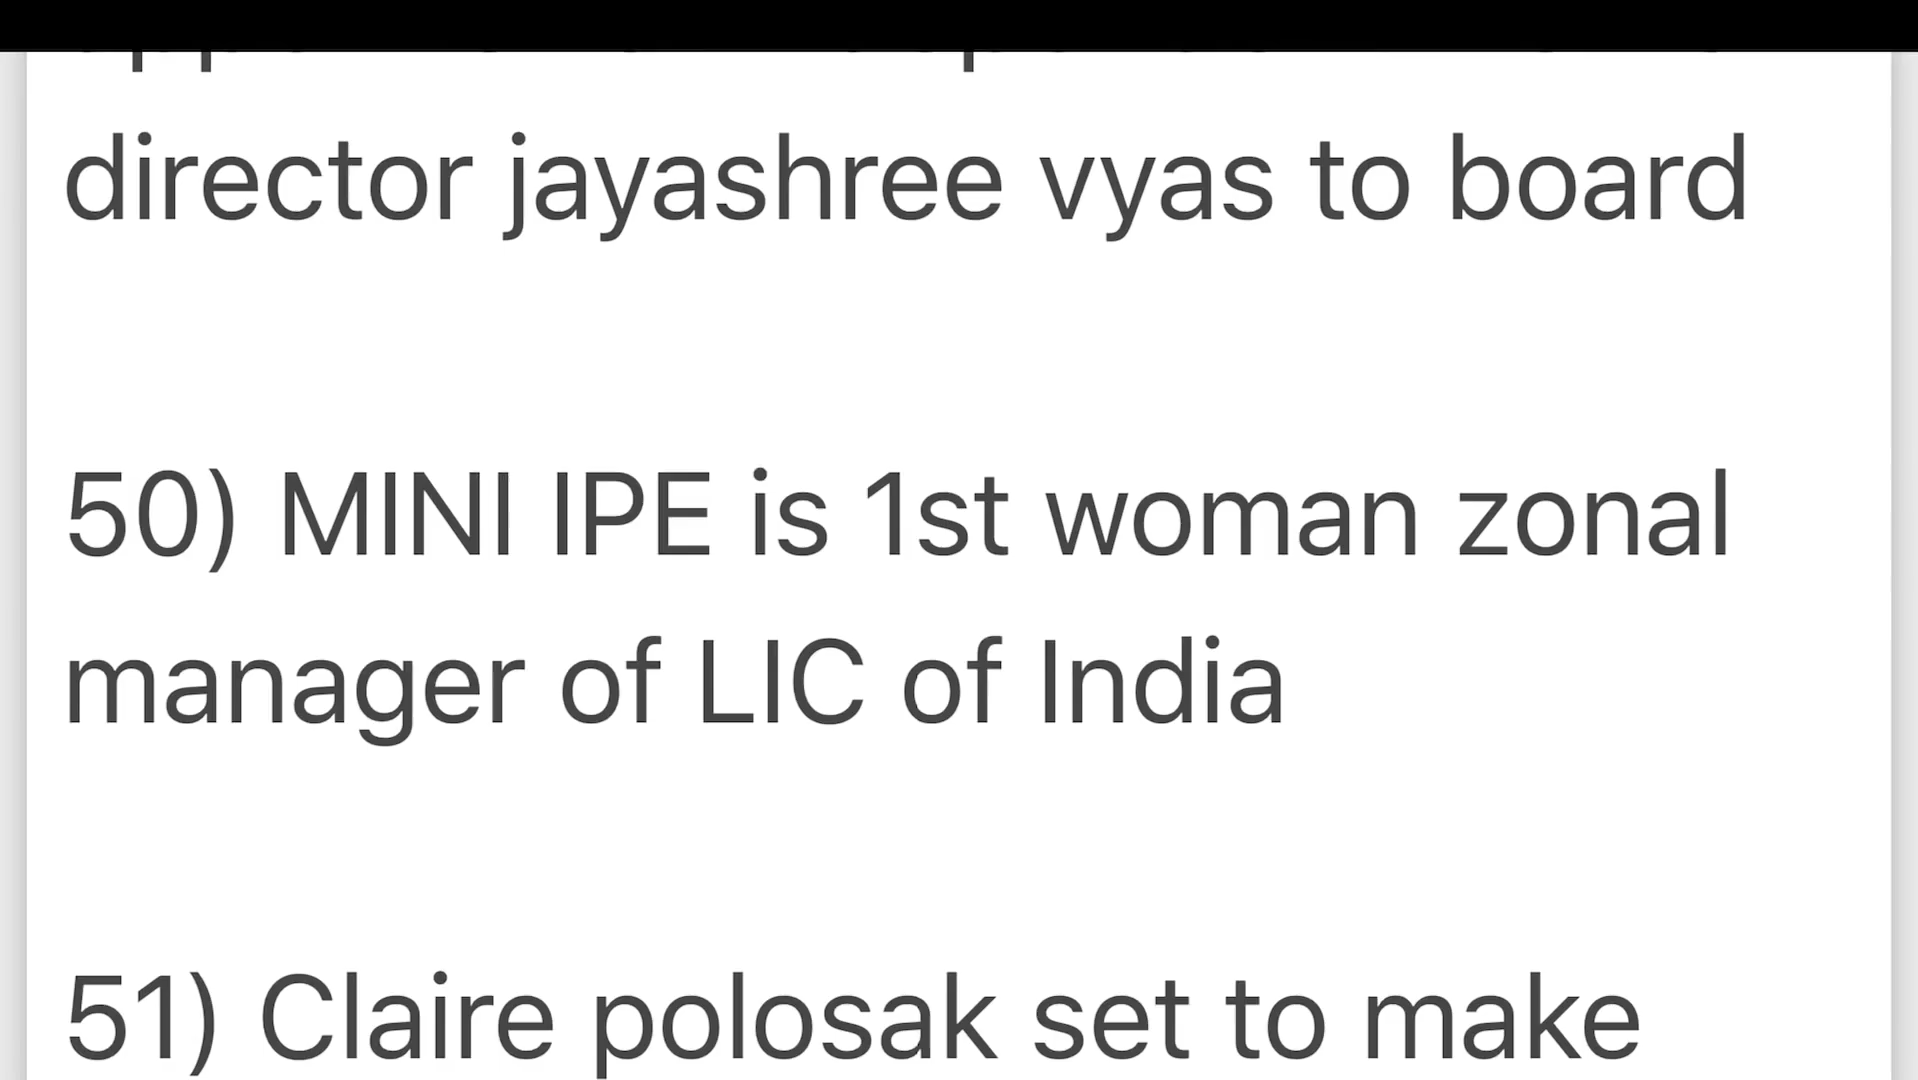 director jayashree vyas to board
50) MINI IPE is 1st woman zonal
manager of LIC of India
51) Claire polosak set to make